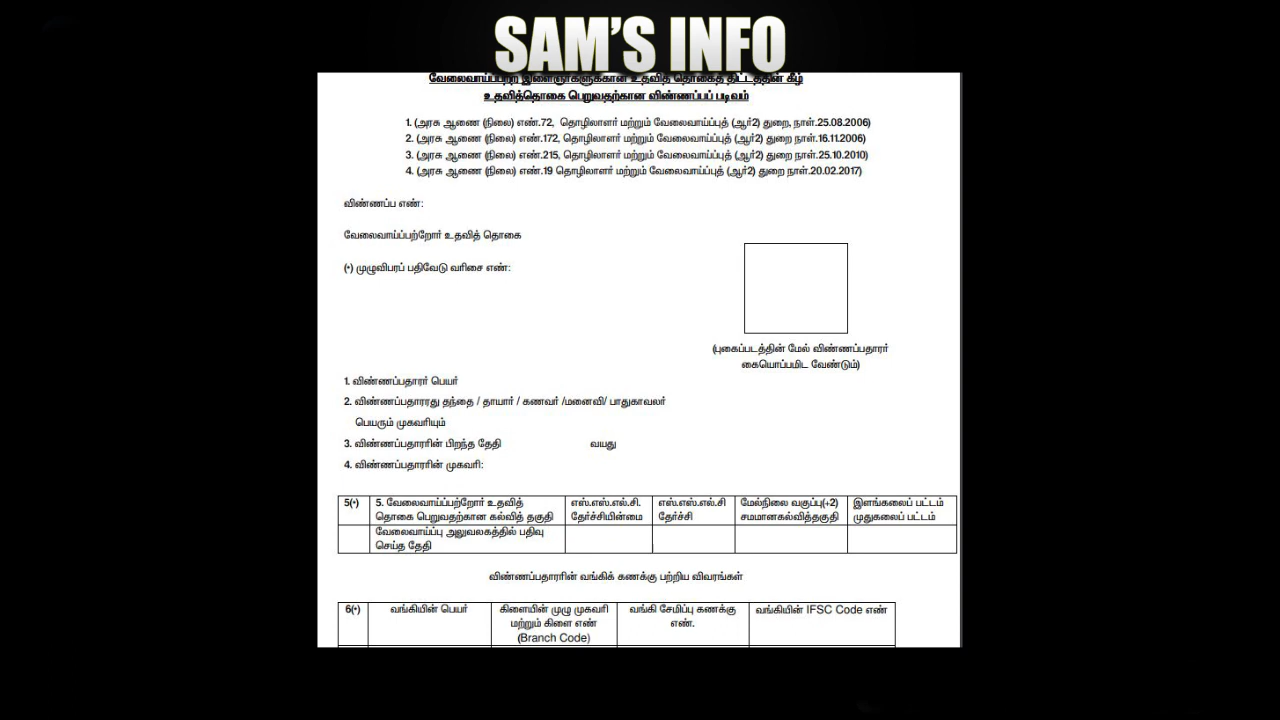 SAM'S INFO
வேலைவாய்ப்பற்ற இளைஞர்களுக்கான உதவித் தொகைத் திட்டத்தின் கீழ்
உதவித்தொகை பெறுவதற்கான விண்ணப்பப் படிவம்
1. (அரசு ஆணை (நிலை) எண்.72, தொழிலாளர் மற்றும் வேலைவாய்ப்புத் (ஆர்2) துறை, நாள்.25.08.2006)
2. (அரசு ஆணை (நிலை) எண்.172, தொழிலாளர் மற்றும் வேலைவாய்ப்புத் (ஆர்2) துறை நாள்.16.11.2006)
3. (அரசு ஆணை (நிலை) எண்.215, தொழிலாளர் மற்றும் வேலைவாய்ப்புத் (ஆர்2) துறை நாள்.25.10.2010)
4. (அரசு ஆணை (நிலை) எண்.19 தொழிலாளர் மற்றும் வேலைவாய்ப்புத் (ஆர்2) துறை நாள்.20.02.2017)
விண்ணப்ப எண்:
வேலைவாய்ப்பற்றோர் உதவித் தொகை
(*) முழுவிபரப் பதிவேடு வரிசை எண்:
(புகைப்படத்தின் மேல் விண்ணப்பதாரர்
கையொப்பமிட வேண்டும்)
1. விண்ணப்பதாரர் பெயர்
2. விண்ணப்பதாரரது தந்தை / தாயார் / கணவர் /மனைவி/ பாதுகாவலர்
பெயரும் முகவரியும்
3. விண்ணப்பதாரரின் பிறந்த தேதி வயது
4. விண்ணப்பதாரரின் முகவரி:
5(*) 5. வேலைவாய்ப்பற்றோர் உதவித் எஸ்.எஸ்.எல்.சி. எஸ்.எஸ்.எல்.சி மேல்நிலை வகுப்பு(+2) இளங்கலைப் பட்டம்
தொகை பெறுவதற்கான கல்வித் தகுதி தேர்ச்சியின்மை தேர்ச்சி சமமானகல்வித்தகுதி முதுகலைப் பட்டம்
வேலைவாய்ப்பு அலுவலகத்தில் பதிவு
செய்த தேதி
விண்ணப்பதாரரின் வங்கிக் கணக்கு பற்றிய விவரங்கள்
6(*) வங்கியின் பெயர் கிளையின் முழு முகவரி வங்கி சேமிப்பு கணக்கு வங்கியின் IFSC Code எண்
மற்றும் கிளை எண் எண்.
(Branch Code)